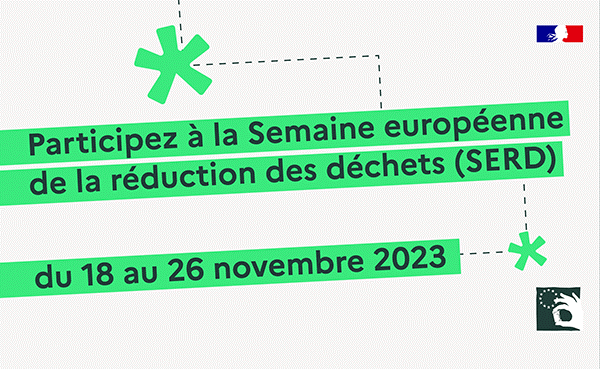 Participez à la Semaine européenne
de la réduction des déchets (SERD)
du 18 au 26 novembre 2023